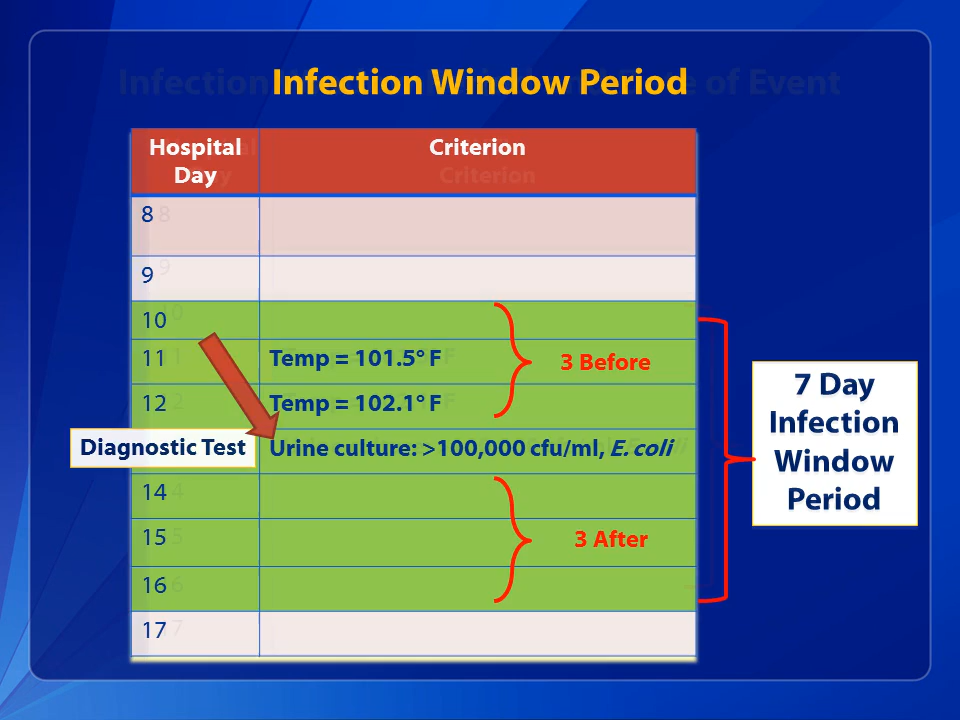 Infection Window Period
Hospital Day
Criterion
8
9
10
11 Temp = 101.5° F
12 Temp = 102.1° F
Diagnostic Test Urine culture: >100,000 cfu/ml, E. coli
14
15
16
17
3 Before
3 After
7 Day
Infection
Window
Period